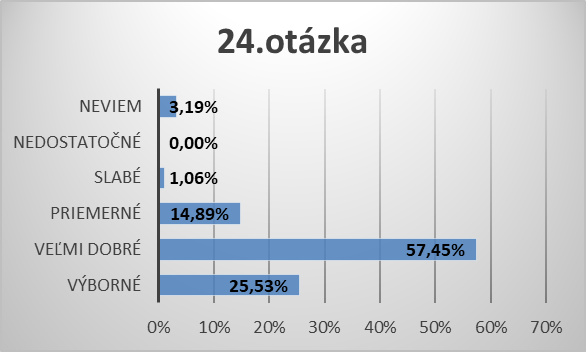 24.otázka
NEVIEM 3,19%
NEDOSTATOČNÉ 0,00%
SLABÉ 1,06%
PRIEMERNÉ 14,89%
VEĽMI DOBRÉ 57,45%
VÝBORNÉ 25,53%
0% 10% 20% 30% 40% 50% 60% 70%